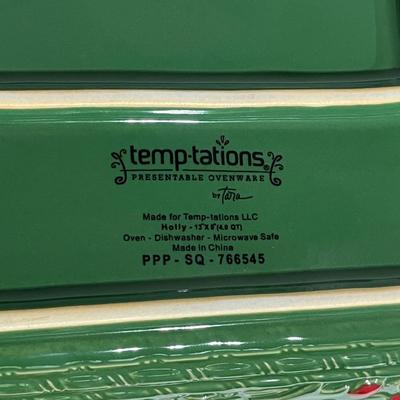 temp-tations®
PRESENTABLE OVENWARE
by Tara
Made for Temp-tations LLC
Holly - 13"X9"(4.0 QT)
Oven - Dishwasher - Microwave Safe
Made in China
PPP - SQ - 766545